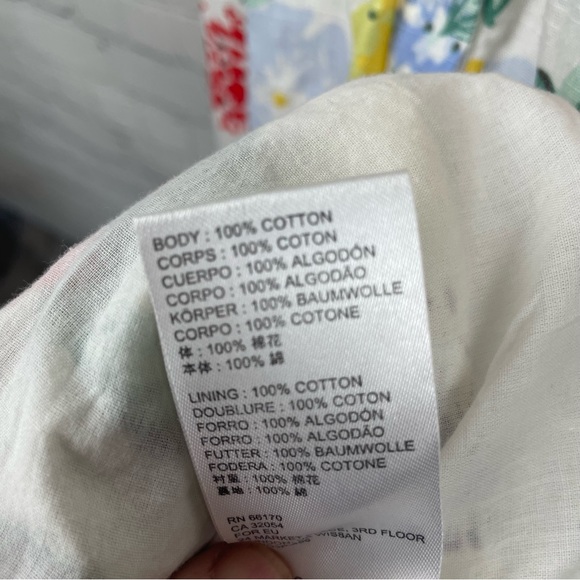 BODY : 100% COTTON
CORPS : 100% COTON
CUERPO : 100% ALGODÓN
CORPO : 100% ALGODÃO
KÖRPER : 100% BAUMWOLLE
CORPO : 100% COTONE
体 : 100% 棉花
本体 : 100% 綿
LINING : 100% COTTON
DOUBLURE : 100% COTON
FORRO : 100% ALGODÓN
FORRO : 100% ALGODÃO
FUTTER : 100% BAUMWOLLE
FODERA : 100% COTONE
村里 : 100% 棉花
裏地 : 100% 綿
RN 66170
CA 32054
FOR EU
3RD FLOOR